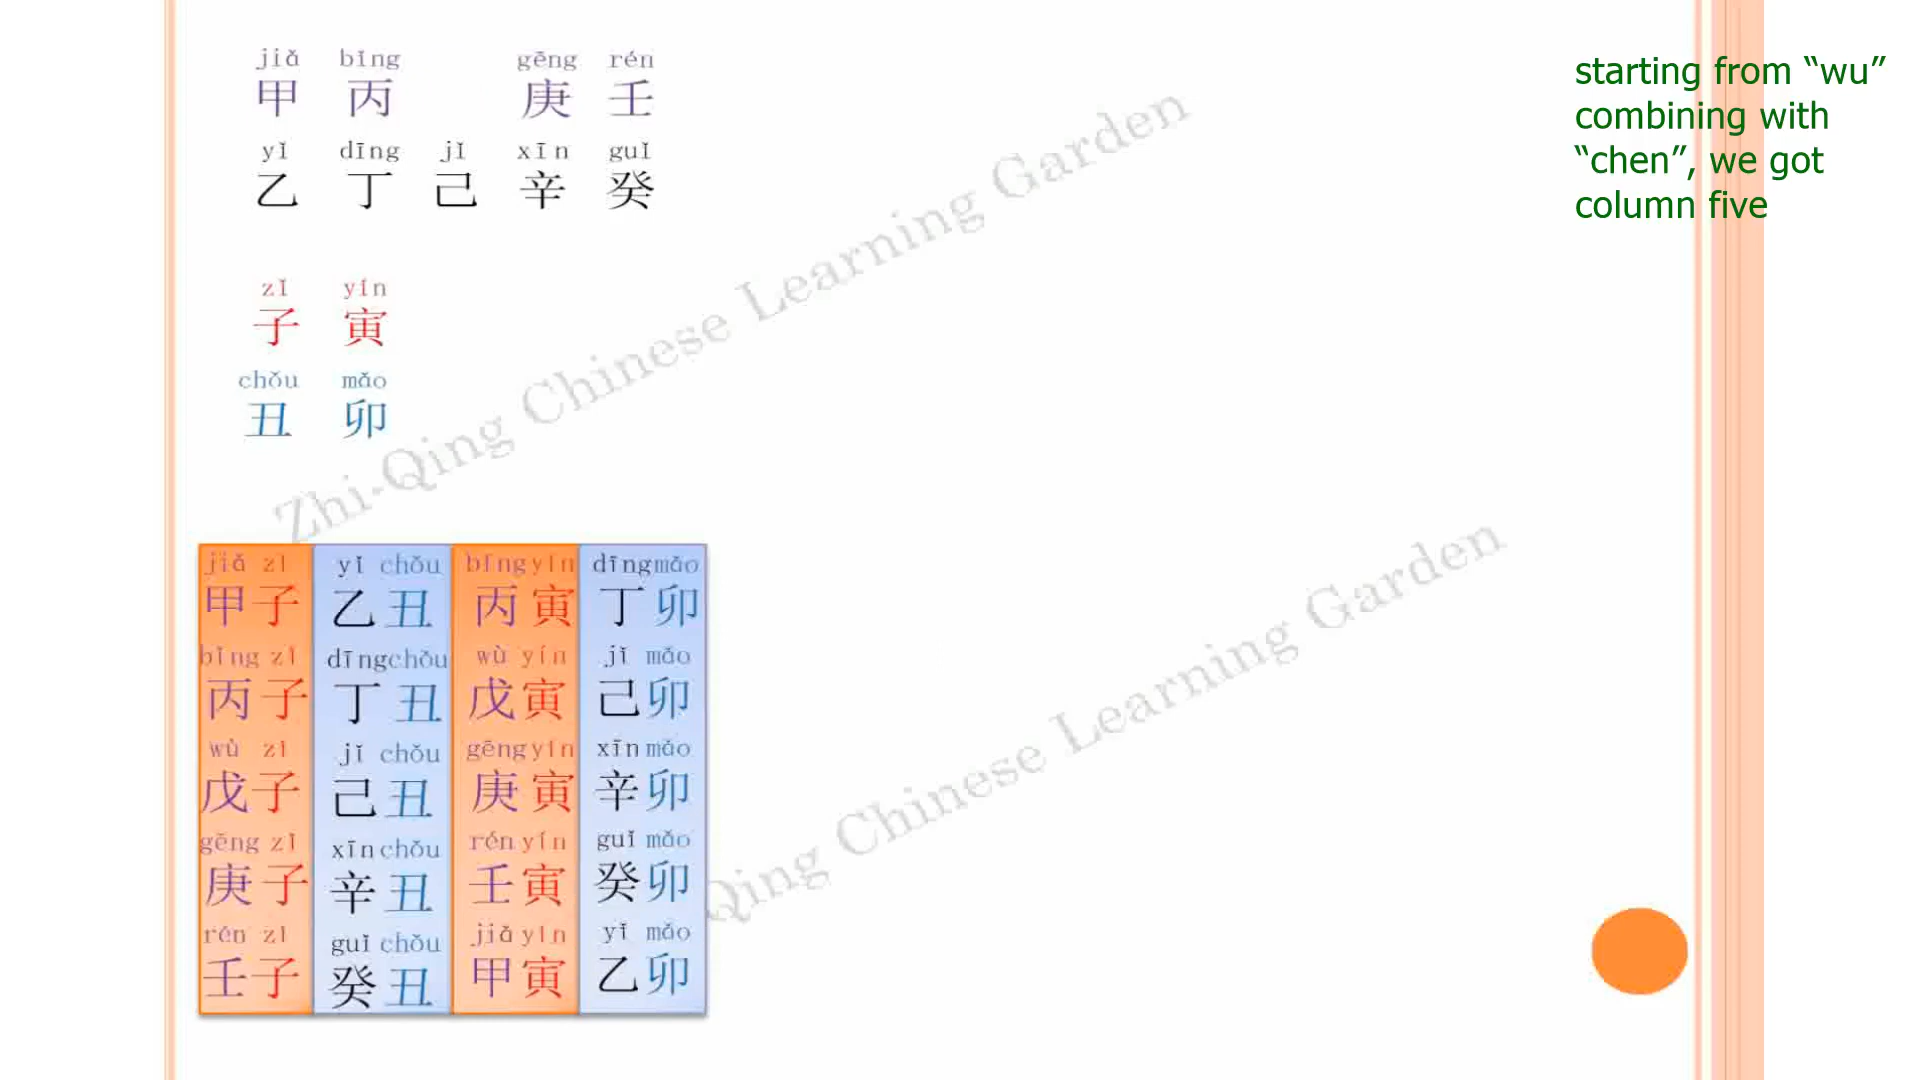 jiǎ bǐng gēng rén
甲 丙 庚 壬
yǐ dīng jǐ xīn guǐ
乙 丁 己 辛 癸
zǐ yín
子 寅
chǒu mǎo
丑 卯
jiǎ zǐ yǐ chǒu bǐng yín dīng mǎo
甲子 乙丑 丙寅 丁卯
bǐng zǐ dīng chǒu wù yín jǐ mǎo
丙子 丁丑 戊寅 己卯
wù zǐ jǐ chǒu gēng yín xīn mǎo
戊子 己丑 庚寅 辛卯
gēng zǐ xīn chǒu rén yín guǐ mǎo
庚子 辛丑 壬寅 癸卯
rén zǐ guǐ chǒu jiǎ yín yǐ mǎo
壬子 癸丑 甲寅 乙卯
starting from “wu”
combining with
“chen”, we got
column five
Zhi-Qing Chinese Learning Garden
Qing Chinese Learning Garden